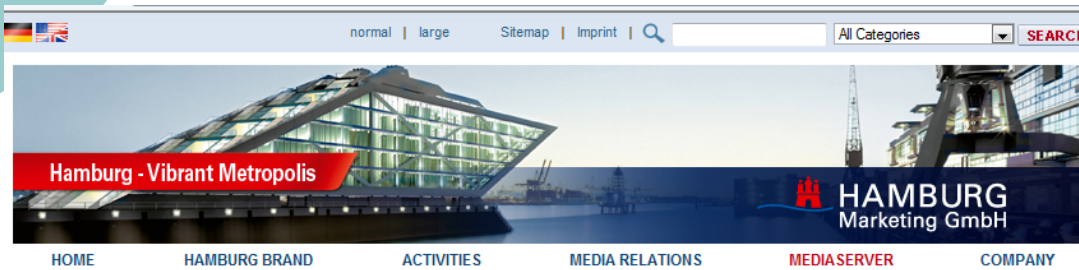 normal | large Sitemap | Imprint | All Categories SEARCH
Hamburg - Vibrant Metropolis
HAMBURG
Marketing GmbH
HOME HAMBURG BRAND ACTIVITIES MEDIA RELATIONS MEDIASERVER COMPANY